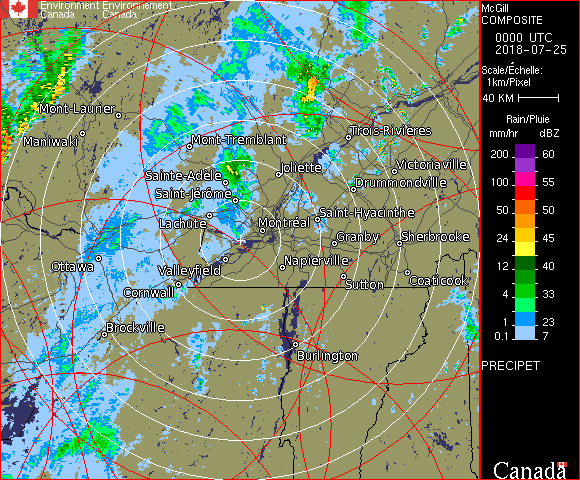 Environment Environnement
Canada Canada
Mont-Laurier
Maniwaki
Mont-Tremblant
Trois-Rivières
Sainte-Adèle
Joliette
Victoriaville
Drummondville
Saint-Jérôme
Lachute
Montréal
Saint-Hyacinthe
Granby
Sherbrooke
Ottawa
Valleyfield
Napierville
Sutton
Coaticook
Cornwall
Brockville
Burlington
McGill
COMPOSITE
0000 UTC
2018-07-25
Scale/Échelle:
1km/Pixel
40 KM
Rain/Pluie
mm/hr dBZ
200 60
55
100 55
50 50
24 45
12 40
4 33
1 23
0.1 7
PRECIPET
Canada